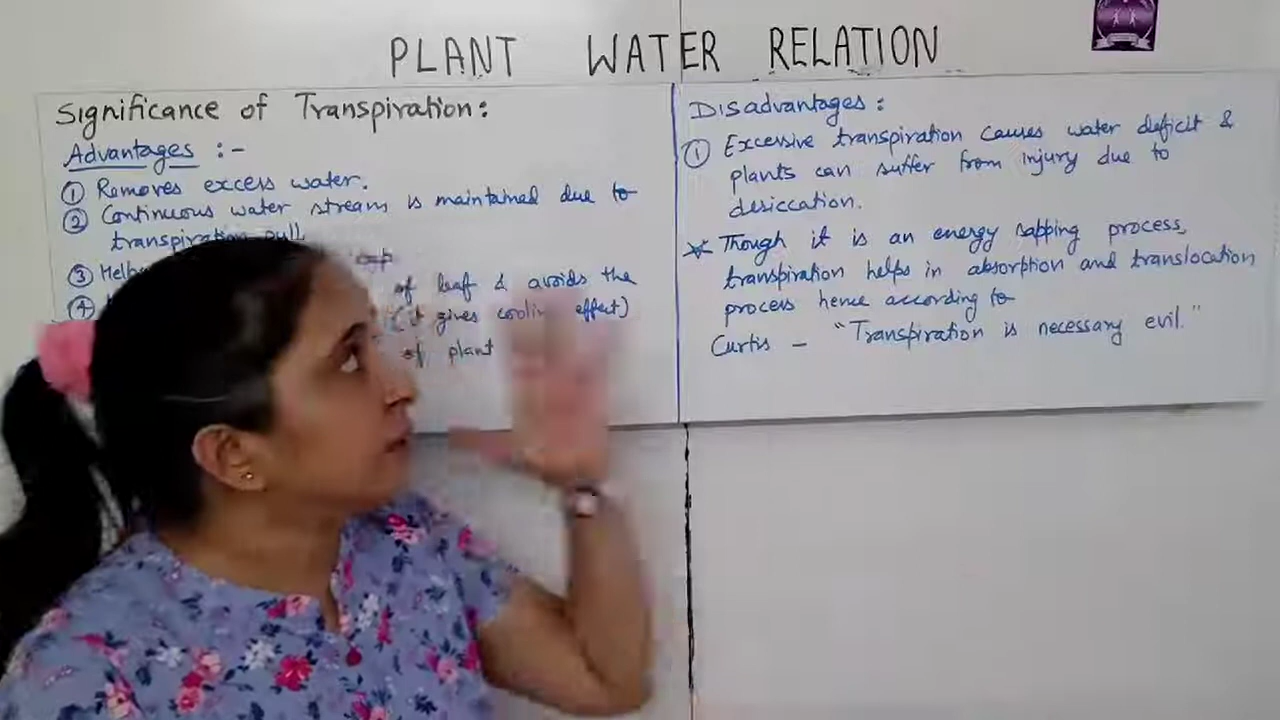 PLANT WATER RELATION
Significance of Transpiration:
Advantages :-
① Removes excess water.
② Continuous water stream is maintained due to
transpiration pull
③
④ of leaf & avoids the
(it gives cooling effect)
of plant
Disadvantages :
① Excessive transpiration causes water deficit &
plants can suffer from injury due to
desiccation.
Though it is an energy sapping process,
transpiration helps in absorption and translocation
process hence according to
Curtis – "Transpiration is necessary evil."